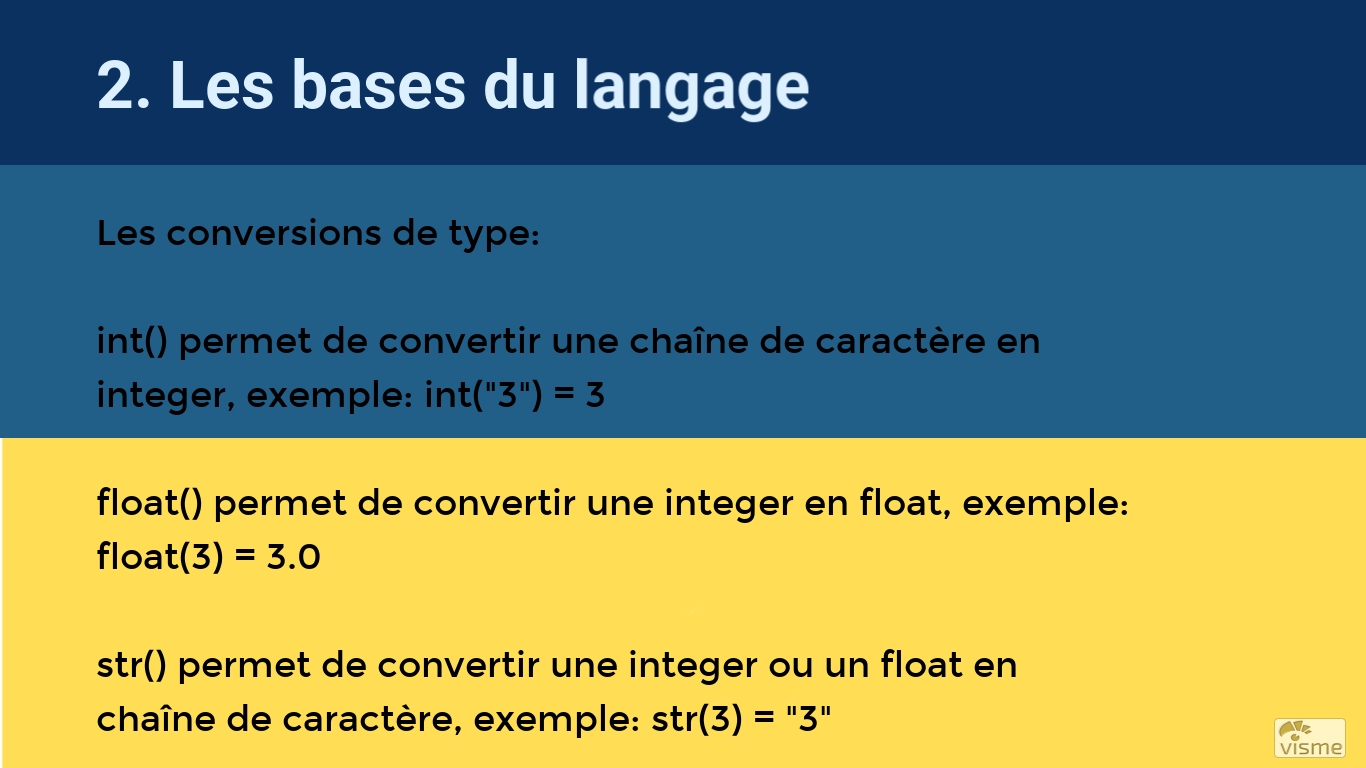 2. Les bases du langage
Les conversions de type:
int() permet de convertir une chaîne de caractère en
integer, exemple: int("3") = 3
float() permet de convertir une integer en float, exemple:
float(3) = 3.0
str() permet de convertir une integer ou un float en
chaîne de caractère, exemple: str(3) = "3"
visme